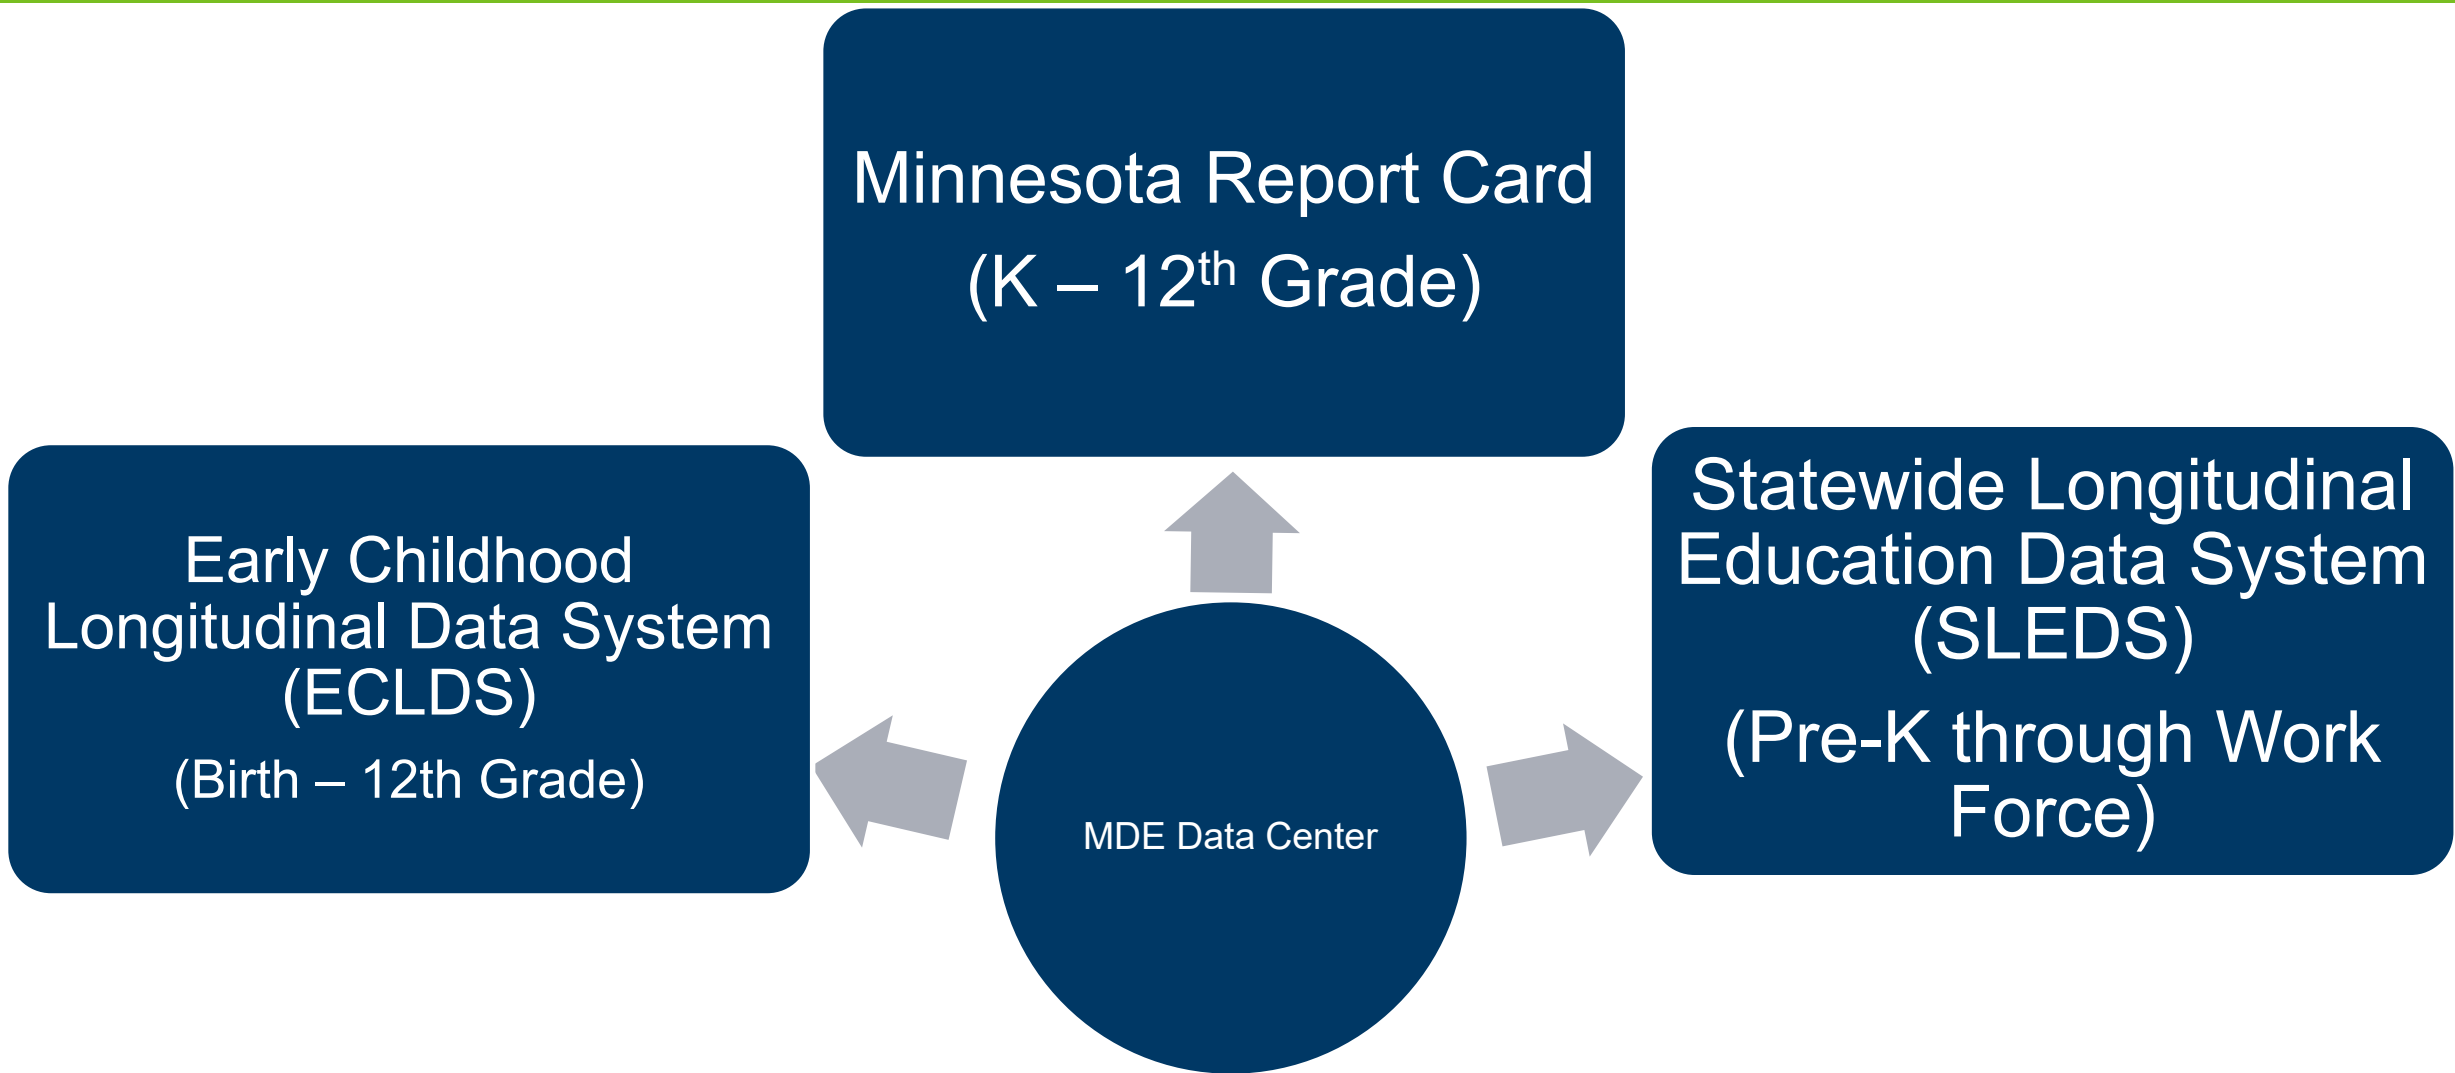 Minnesota Report Card
(K – 12th Grade)
Early Childhood
Longitudinal Data System
(ECLDS)
(Birth – 12th Grade)
Statewide Longitudinal
Education Data System
(SLEDS)
(Pre-K through Work
Force)
MDE Data Center